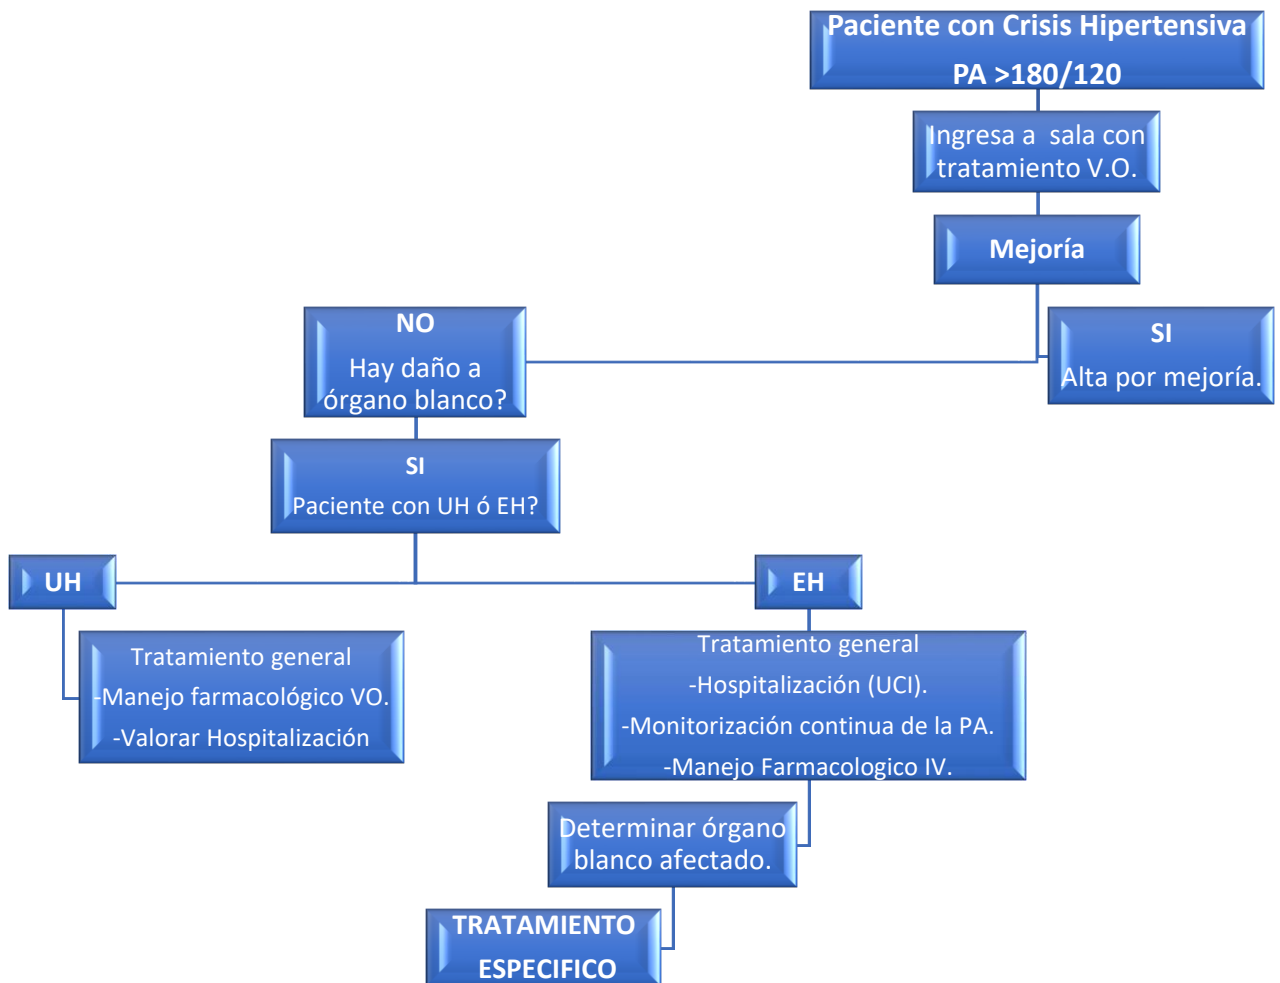 Paciente con Crisis Hipertensiva
PA >180/120
Ingresa a sala con
tratamiento V.O.
Mejoría
NO
Hay daño a
órgano blanco?
SI
Alta por mejoría.
SI
Paciente con UH ó EH?
UH
EH
Tratamiento general
-Manejo farmacológico VO.
-Valorar Hospitalización
Tratamiento general
-Hospitalización (UCI).
-Monitorización continua de la PA.
-Manejo Farmacologico IV.
Determinar órgano
blanco afectado.
TRATAMIENTO
ESPECIFICO